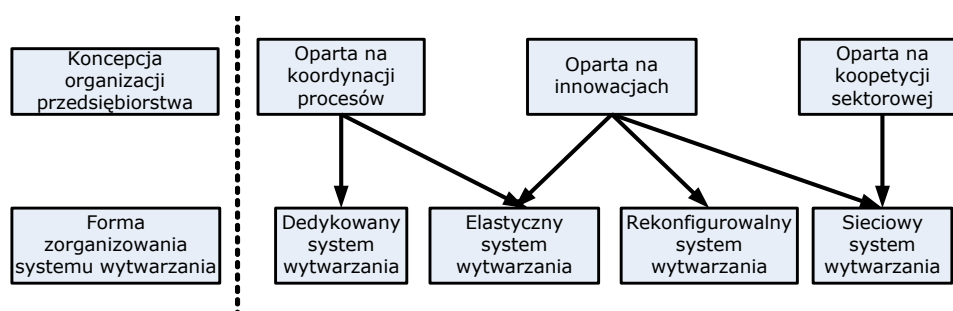 Koncepcja
organizacji
przedsiębiorstwa
Oparta na
koordynacji
procesów
Oparta na
innowacjach
Oparta na
koopetycji
sektorowej
Forma
zorganizowania
systemu wytwarzania
Dedykowany
system
wytwarzania
Elastyczny
system
wytwarzania
Rekonfigurowalny
system
wytwarzania
Sieciowy
system
wytwarzania